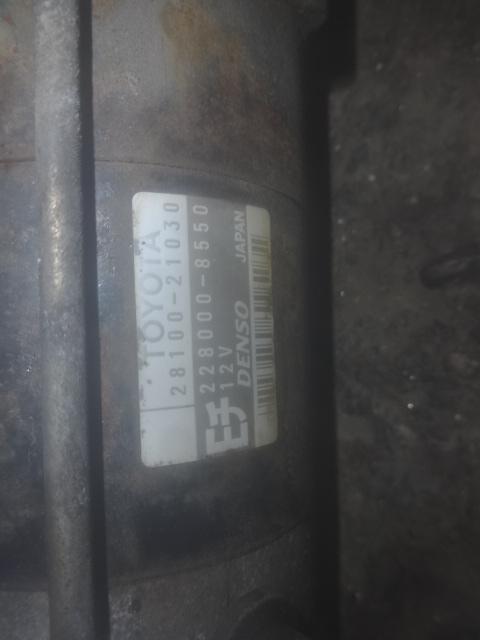 TOYOTA
28100-21030
228000-8550
12V
DENSO JAPAN